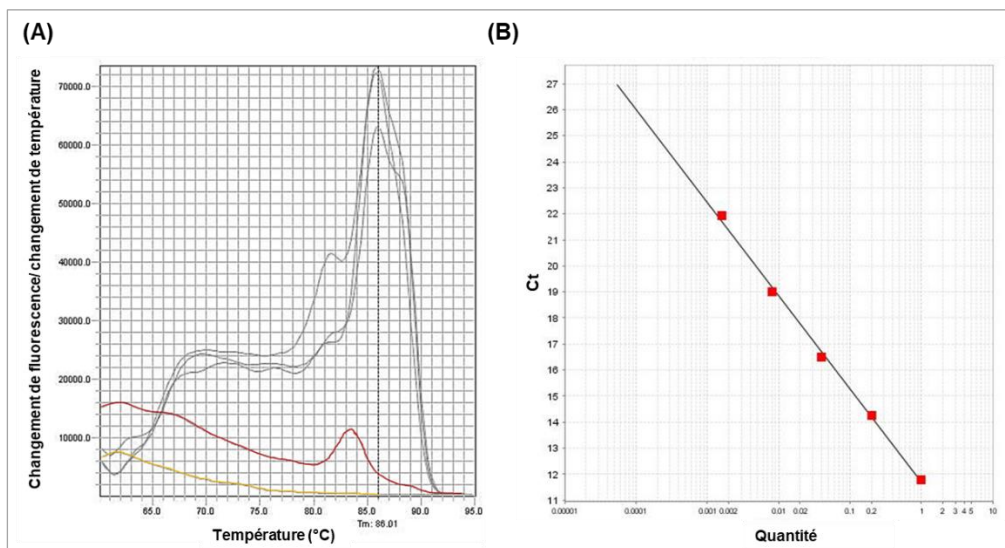 (A)
(B)
Changement de fluorescence/ changement de température
70000.0
60000.0
50000.0
40000.0
30000.0
20000.0
10000.0
65.0 70.0 75.0 80.0 85.0 90.0 95.0
Tm: 86.01
Température (°C)
Ct
27
26
25
24
23
22
21
20
19
18
17
16
15
14
13
12
11
0.00001 0.0001 0.001 0.002 0.01 0.02 0.1 0.2 1 2 3 4 5 10
Quantité